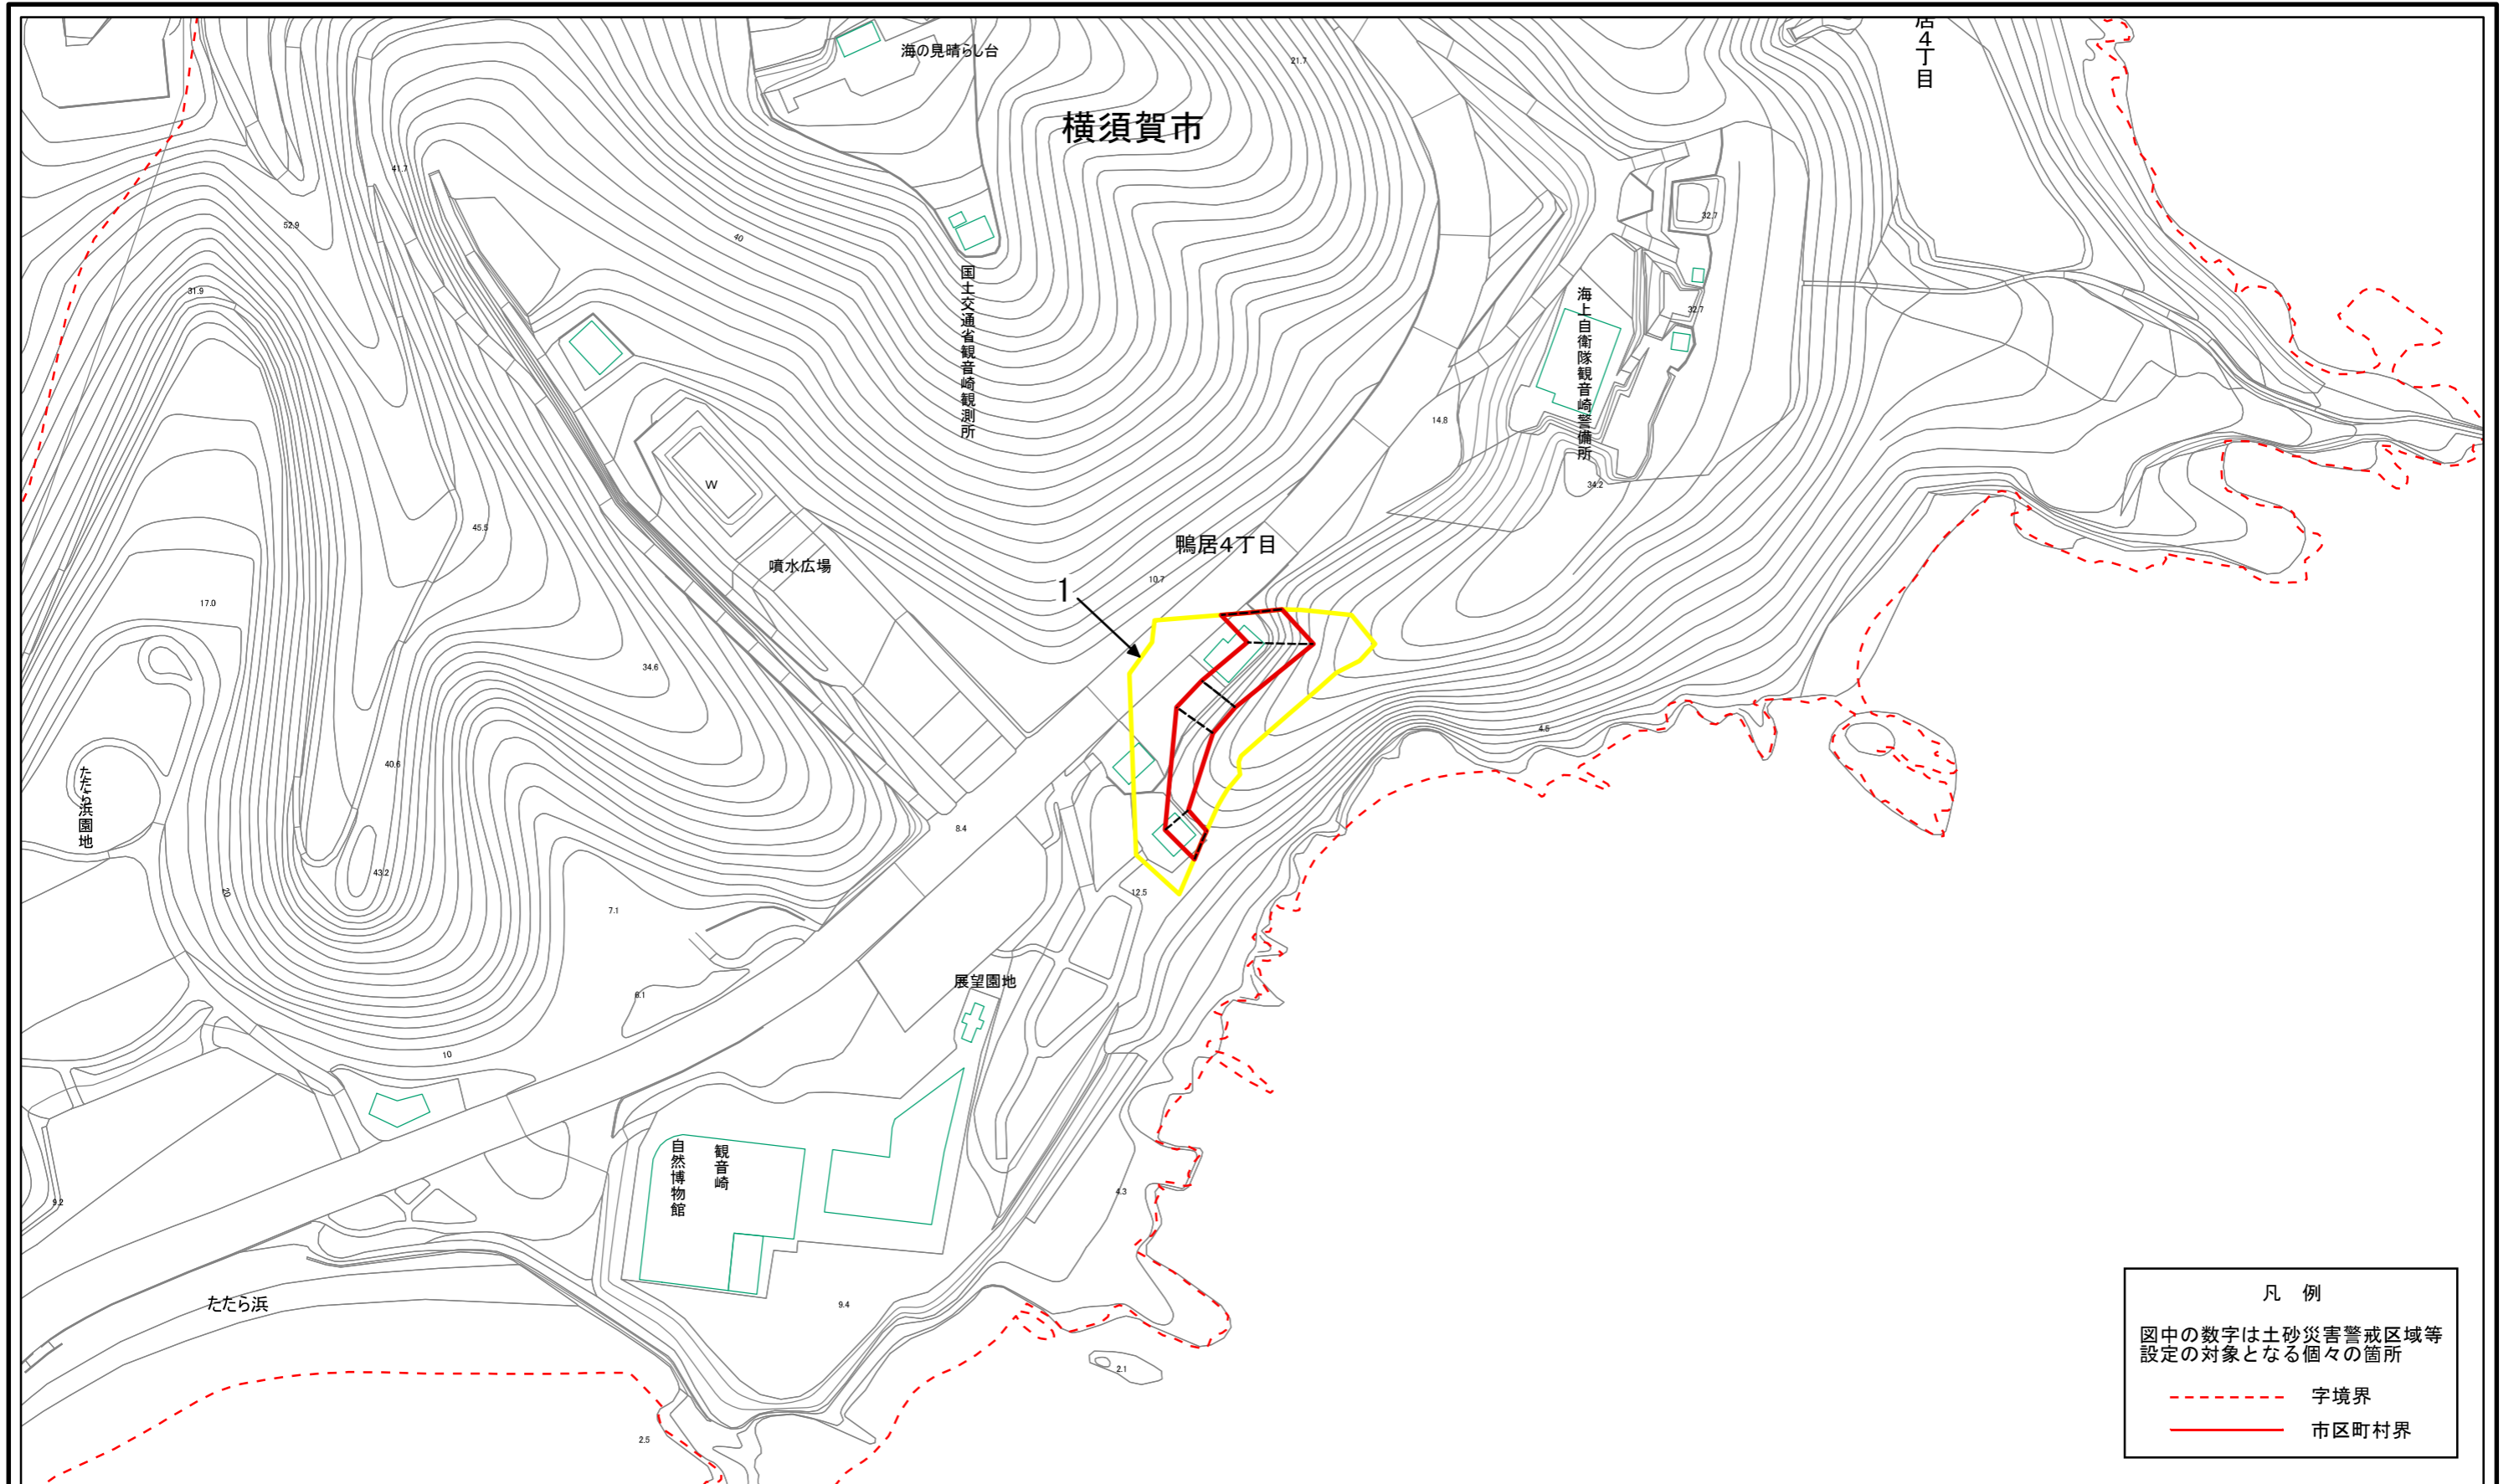 居4丁目
海の見晴らし台
21.7
横須賀市
41.7
52.9
40
32.7
31.9
国土交通省観音崎観測所
海上自衛隊観音崎警備所
32.7
14.8
W
34.2
45.5
鴨居4丁目
噴水広場
10.7
1
17.0
34.6
4.5
40.6
たたら浜園地
8.4
43.2
20
12.5
7.1
展望園地
6.1
10
観音崎
自然博物館
4.3
9.2
たたら浜
9.4
2.1
2.5
凡 例
図中の数字は土砂災害警戒区域等
設定の対象となる個々の箇所
字境界
市区町村界